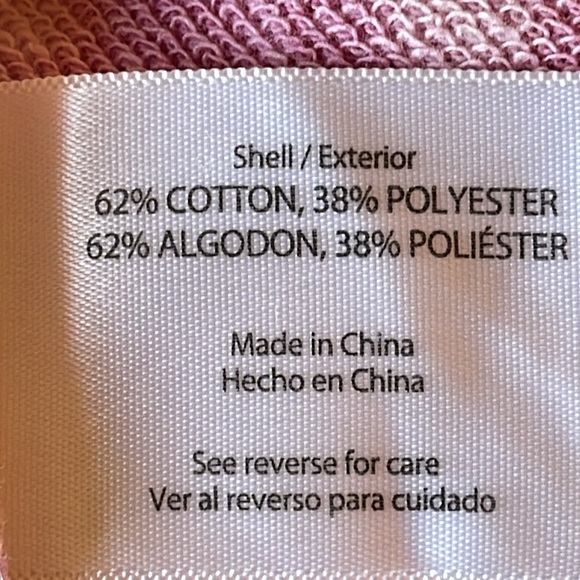 Shell / Exterior
62% COTTON, 38% POLYESTER
62% ALGODON, 38% POLIÉSTER
Made in China
Hecho en China
See reverse for care
Ver al reverso para cuidado